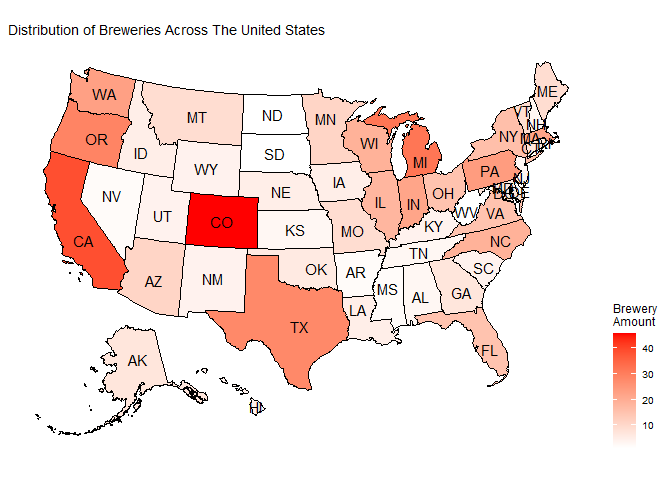 Distribution of Breweries Across The United States
WA
MT
ND
MN
ME
VT
NH
OR
ID
SD
WI
MI
NY
MA
CT
RI
WY
IA
NE
PA
NJ
NV
UT
CO
IL
IN
OH
DE
WV
VA
CA
KS
MO
KY
NC
AZ
NM
OK
AR
TN
SC
MS
AL
GA
TX
LA
FL
AK
HI
Brewery
Amount
40
30
20
10